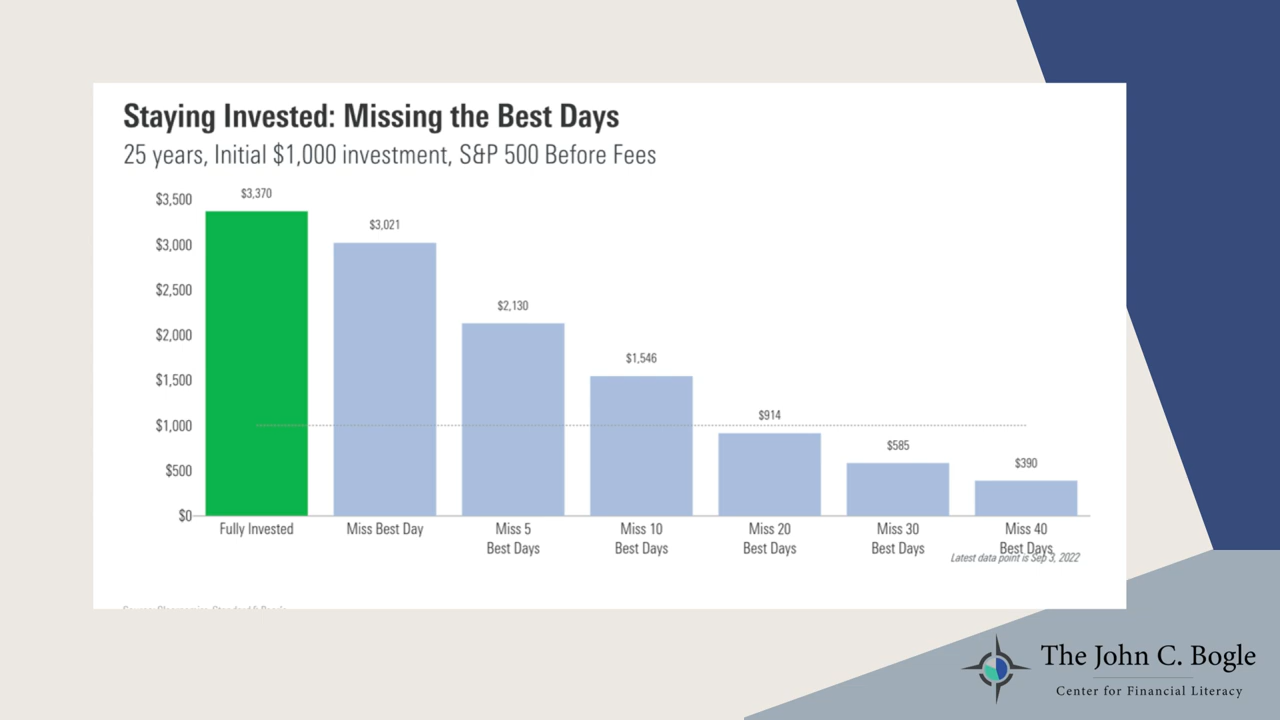 Staying Invested: Missing the Best Days
25 years, Initial $1,000 investment, S&P 500 Before Fees
$3,500
$3,000
$2,500
$2,000
$1,500
$1,000
$500
$0
$3,370
$3,021
$2,130
$1,546
$914
$585
$390
Fully Invested
Miss Best Day
Miss 5
Best Days
Miss 10
Best Days
Miss 20
Best Days
Miss 30
Best Days
Miss 40
Best Days
Latest data point is Sep 3, 2022
The John C. Bogle
Center for Financial Literacy